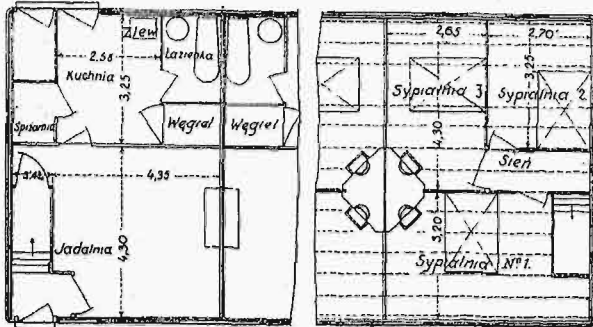 Zlew
2.58
Łazienka
Kuchnia
3,25
Spiżarnia
Węgiel
Węgiel
4,35
Jadalnia
4,30
2,65
2,70
3,25
Sypialnia 3
Sypialnia 2
4,30
Sień
3,20
Sypialnia Nº1.